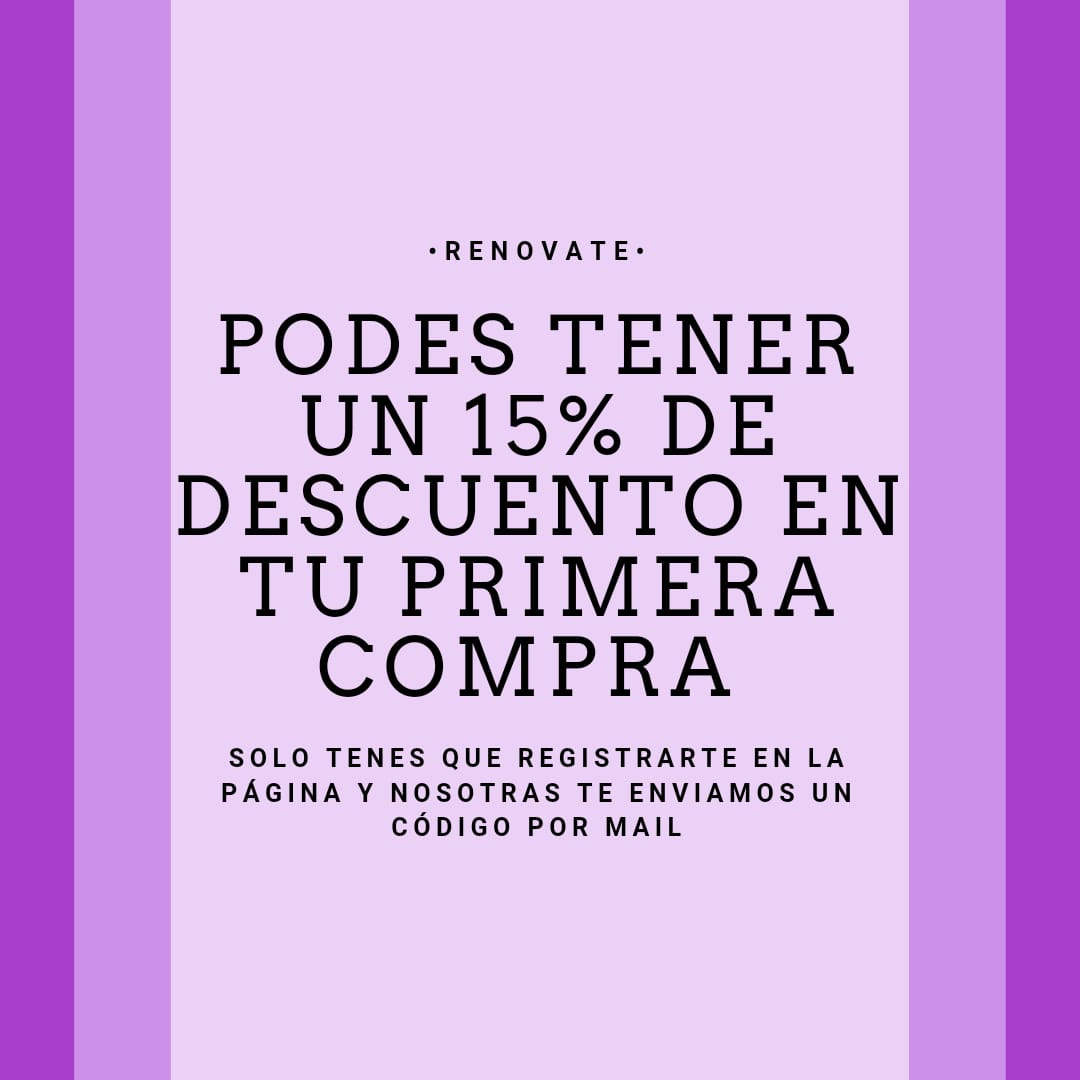 ·RENOVATE·
PODES TENER
UN 15% DE
DESCUENTO EN
TU PRIMERA
COMPRA
SOLO TENES QUE REGISTRARTE EN LA
PÁGINA Y NOSOTRAS TE ENVIAMOS UN
CÓDIGO POR MAIL